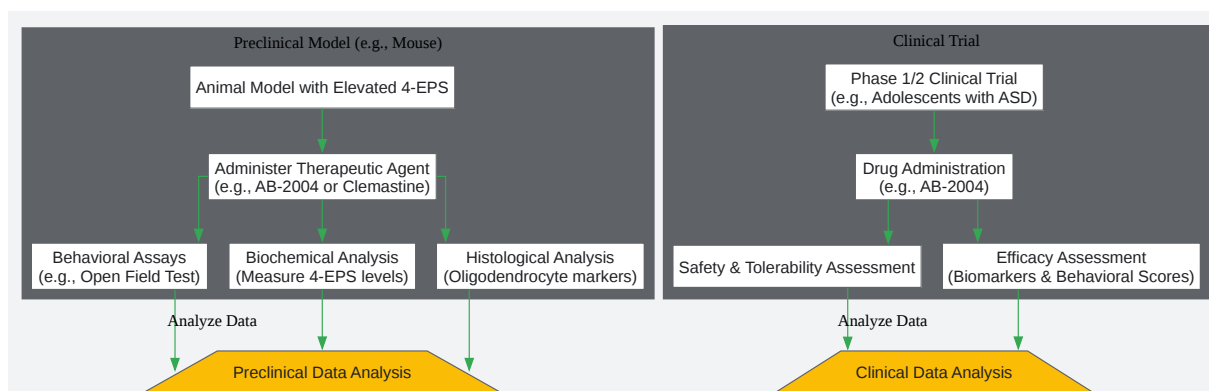 Preclinical Model (e.g., Mouse)
Animal Model with Elevated 4-EPS
Administer Therapeutic Agent
(e.g., AB-2004 or Clemastine)
Behavioral Assays
(e.g., Open Field Test)
Biochemical Analysis
(Measure 4-EPS levels)
Histological Analysis
(Oligodendrocyte markers)
Analyze Data
Preclinical Data Analysis
Clinical Trial
Phase 1/2 Clinical Trial
(e.g., Adolescents with ASD)
Drug Administration
(e.g., AB-2004)
Safety & Tolerability Assessment
Efficacy Assessment
(Biomarkers & Behavioral Scores)
Analyze Data
Clinical Data Analysis